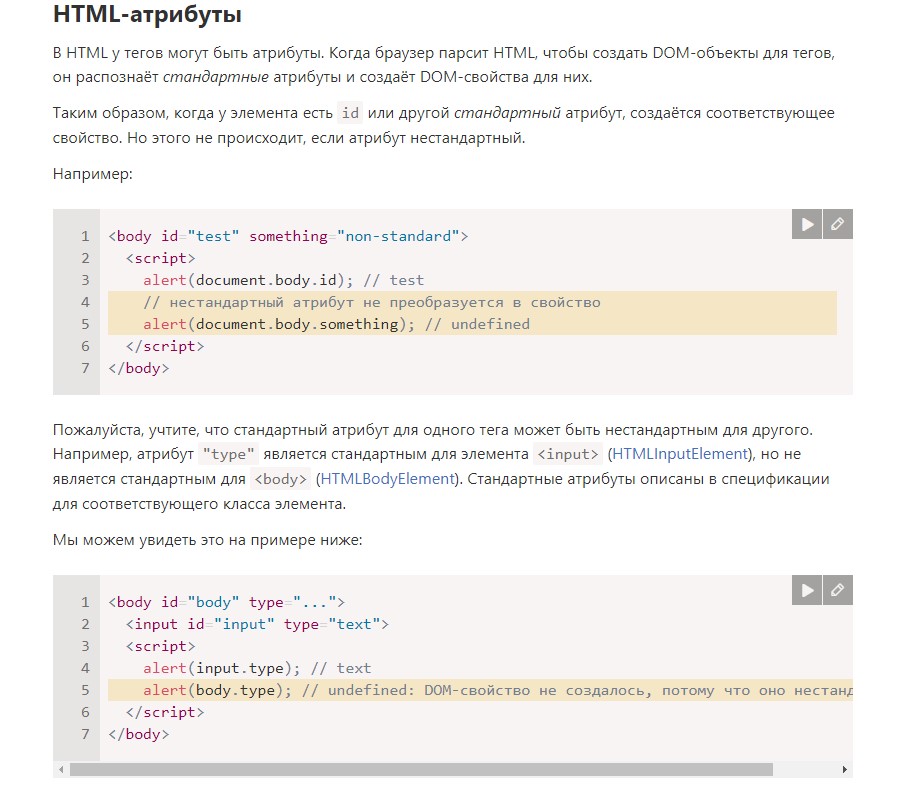 HTML-атрибуты
В HTML у тегов могут быть атрибуты. Когда браузер парсит HTML, чтобы создать DOM-объекты для тегов,
он распознаёт стандартные атрибуты и создаёт DOM-свойства для них.
Таким образом, когда у элемента есть id или другой стандартный атрибут, создаётся соответствующее
свойство. Но этого не происходит, если атрибут нестандартный.
Например:
1 <body id="test" something="non-standard">
2 <script>
3 alert(document.body.id); // test
4 // нестандартный атрибут не преобразуется в свойство
5 alert(document.body.something); // undefined
6 </script>
7 </body>
Пожалуйста, учтите, что стандартный атрибут для одного тега может быть нестандартным для другого.
Например, атрибут "type" является стандартным для элемента <input> (HTMLInputElement), но не
является стандартным для <body> (HTMLBodyElement). Стандартные атрибуты описаны в спецификации
для соответствующего класса элемента.
Мы можем увидеть это на примере ниже:
1 <body id="body" type="...">
2 <input id="input" type="text">
3 <script>
4 alert(input.type); // text
5 alert(body.type); // undefined: DOM-свойство не создалось, потому что оно нестанд
6 </script>
7 </body>